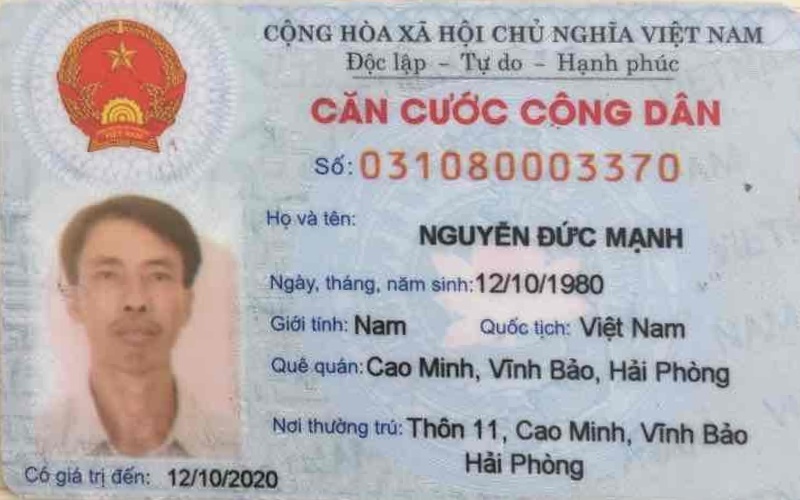 CỘNG HÒA XÃ HỘI CHỦ NGHĨA VIỆT NAM
Độc lập - Tự do - Hạnh phúc
CĂN CƯỚC CÔNG DÂN
Số: 031080003370
Họ và tên:
NGUYỄN ĐỨC MẠNH
Ngày, tháng, năm sinh: 12/10/1980
Giới tính: Nam Quốc tịch: Việt Nam
Quê quán: Cao Minh, Vĩnh Bảo, Hải Phòng
Nơi thường trú: Thôn 11, Cao Minh, Vĩnh Bảo
Hải Phòng
Có giá trị đến: 12/10/2020